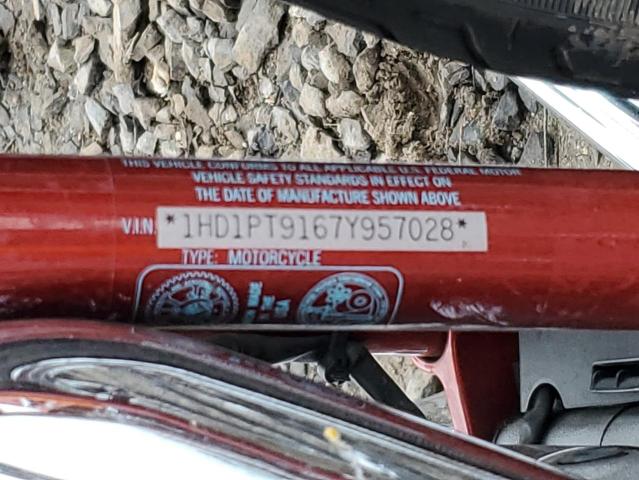 THIS VEHICLE CONFORMS TO ALL APPLICABLE U.S. FEDERAL MOTOR
VEHICLE SAFETY STANDARDS IN EFFECT ON
THE DATE OF MANUFACTURE SHOWN ABOVE
V.I.N. *1HD1PT9167Y957028*
TYPE: MOTORCYCLE